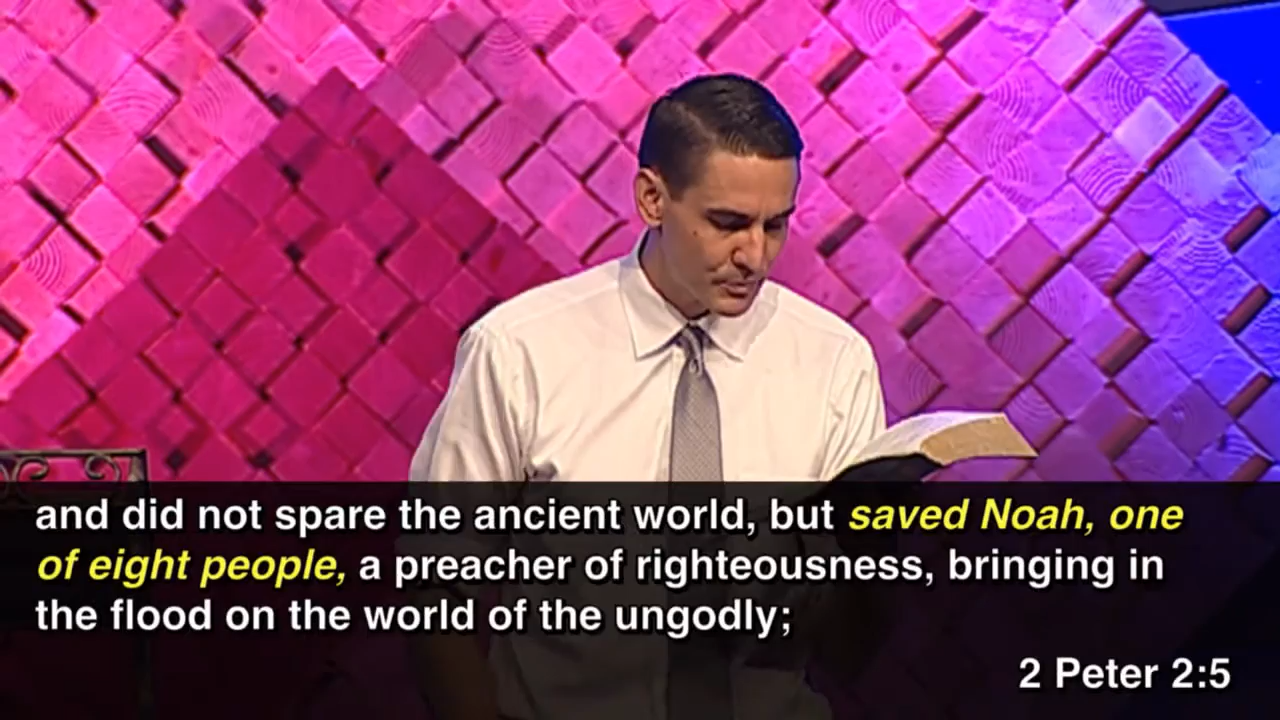 and did not spare the ancient world, but saved Noah, one
of eight people, a preacher of righteousness, bringing in
the flood on the world of the ungodly;
2 Peter 2:5